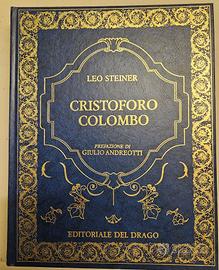 LEO STEINER
CRISTOFORO
COLOMBO
PREFAZIONE DI
GIULIO ANDREOTTI
EDITORIALE DEL DRAGO